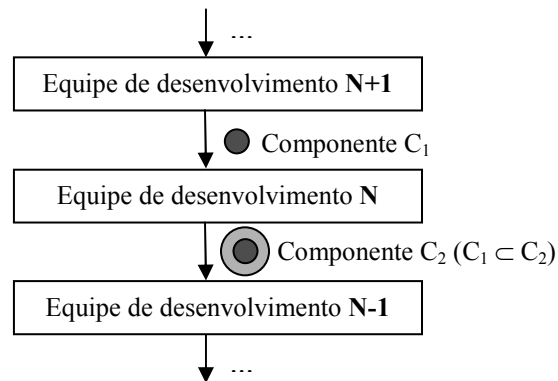 ...
Equipe de desenvolvimento N+1
Componente C₁
Equipe de desenvolvimento N
Componente C₂ (C₁ ⊂ C₂)
Equipe de desenvolvimento N-1
...